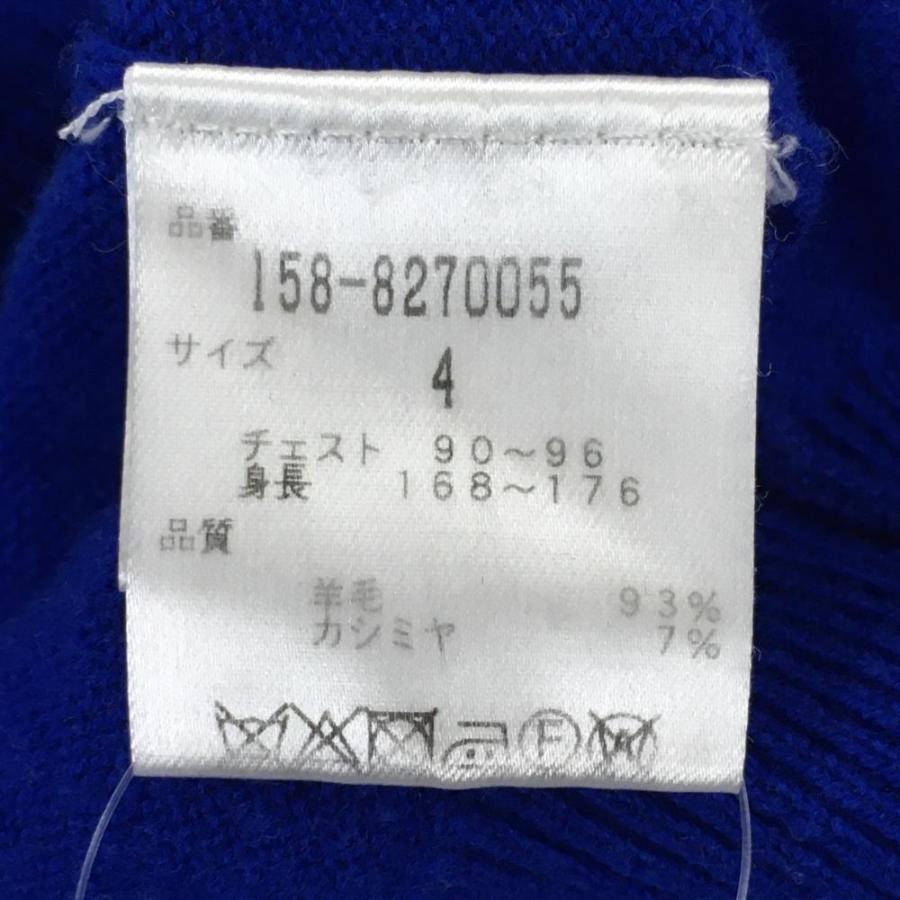 品番
158-8270055
サイズ
4
チェスト 90～96
身長 168～176
品質
羊毛 93%
カシミヤ 7%
F W